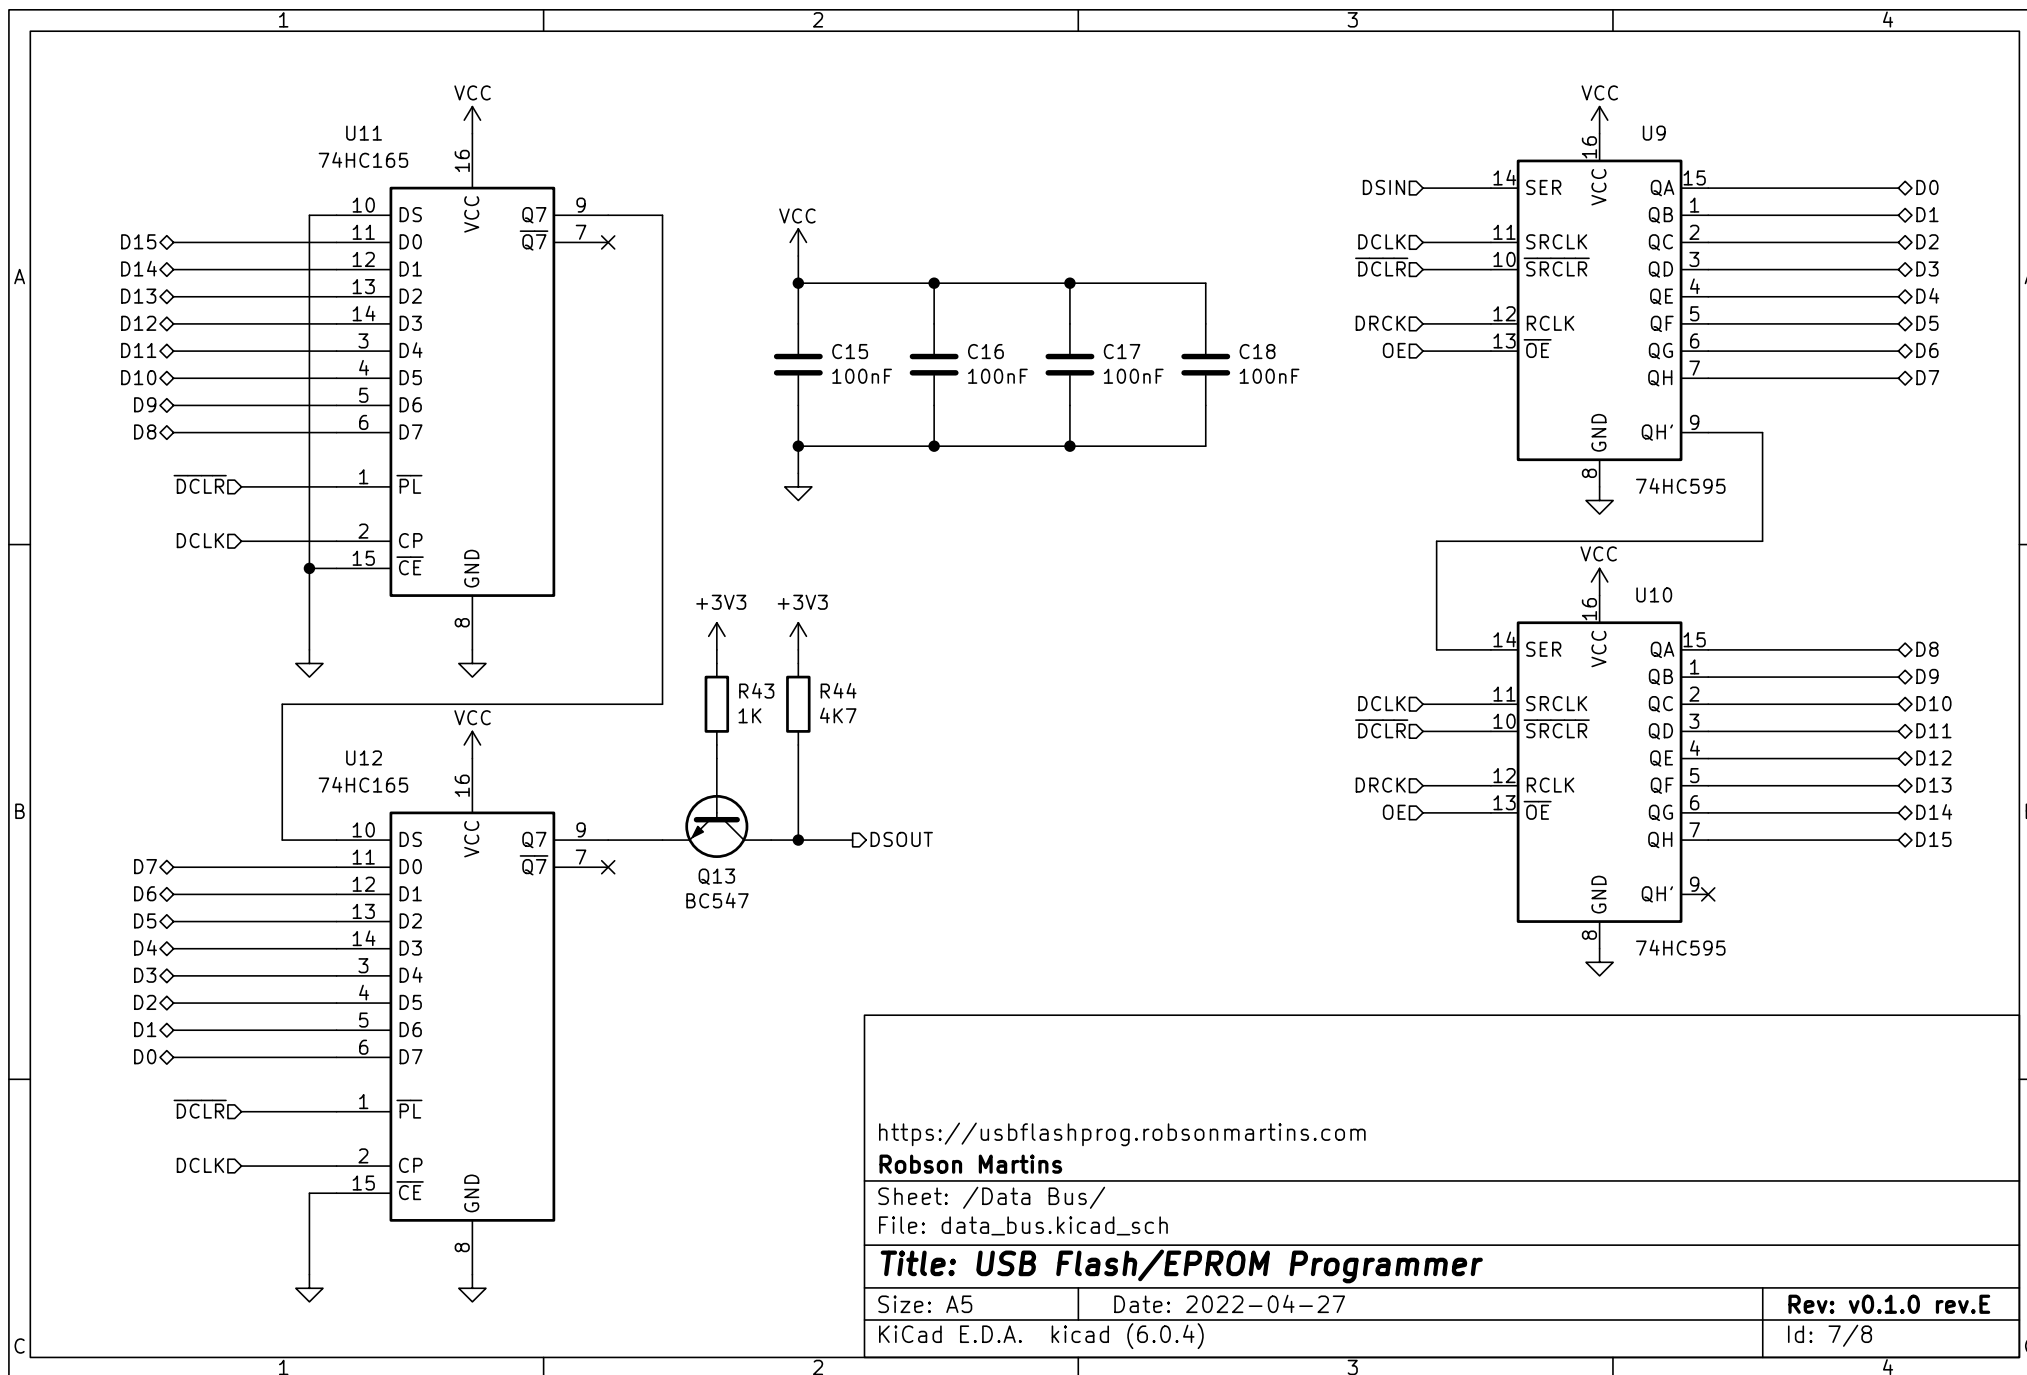 1 2 3 4
A
B
C
VCC
U11
74HC165
16
VCC
10 DS Q7 9
D15 11 D0 Q7 7
D14 12 D1
D13 13 D2
D12 14 D3
D11 3 D4
D10 4 D5
D9 5 D6
D8 6 D7
DCLR 1 PL
DCLK 2 CP
15 CE
GND
8
VCC
U12
74HC165
16
VCC
10 DS Q7 9
D7 11 D0 Q7 7
D6 12 D1
D5 13 D2
D4 14 D3
D3 3 D4
D2 4 D5
D1 5 D6
D0 6 D7
DCLR 1 PL
DCLK 2 CP
15 CE
GND
8
VCC
C15 C16 C17 C18
100nF 100nF 100nF 100nF
+3V3 +3V3
R43 R44
1K 4K7
DSOUT
Q13
BC547
VCC
U9
16
VCC
DSIN 14 SER QA 15 D0
QB 1 D1
DCLK 11 SRCLK QC 2 D2
DCLR 10 SRCLR QD 3 D3
QE 4 D4
DRCK 12 RCLK QF 5 D5
OE 13 OE QG 6 D6
QH 7 D7
GND QH' 9
8
74HC595
VCC
U10
16
VCC
14 SER QA 15 D8
QB 1 D9
DCLK 11 SRCLK QC 2 D10
DCLR 10 SRCLR QD 3 D11
QE 4 D12
DRCK 12 RCLK QF 5 D13
OE 13 OE QG 6 D14
QH 7 D15
GND QH' 9
8
74HC595
https://usbflashprog.robsonmartins.com
Robson Martins
Sheet: /Data Bus/
File: data_bus.kicad_sch
Title: USB Flash/EPROM Programmer
Size: A5 Date: 2022-04-27 Rev: v0.1.0 rev.E
KiCad E.D.A. kicad (6.0.4) Id: 7/8
1 2 3 4